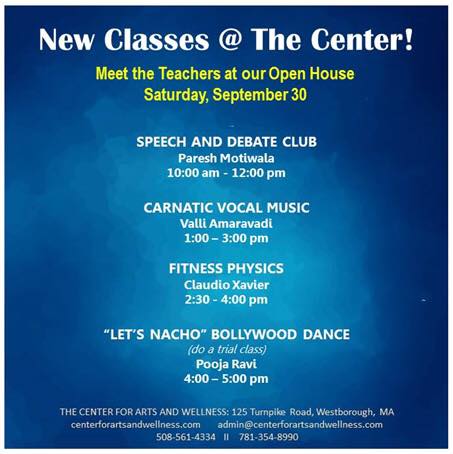 New Classes @ The Center!
Meet the Teachers at our Open House
Saturday, September 30
SPEECH AND DEBATE CLUB
Paresh Motiwala
10:00 am - 12:00 pm
CARNATIC VOCAL MUSIC
Valli Amaravadi
1:00 – 3:00 pm
FITNESS PHYSICS
Claudio Xavier
2:30 - 4:00 pm
“LET’S NACHO” BOLLYWOOD DANCE
(do a trial class)
Pooja Ravi
4:00 – 5:00 pm
THE CENTER FOR ARTS AND WELLNESS: 125 Turnpike Road, Westborough, MA
centerforartsandwellness.com admin@centerforartsandwellness.com
508-561-4334 II 781-354-8990